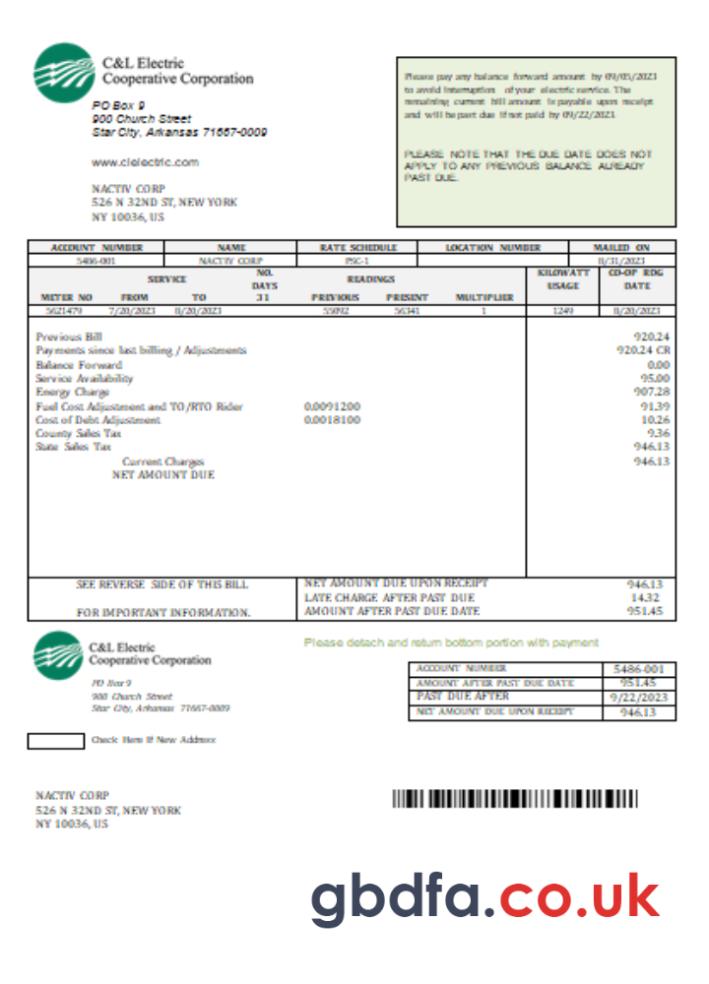 C&L Electric
Cooperative Corporation
PO Box 9
900 Church Street
Star City, Arkansas 71667-0009
www.clelectric.com
NACTIV CORP
526 N 32ND ST, NEW YORK
NY 10036, US
Please pay any balance forward amount by 09/05/2023
to avoid interruption of your electric service. The
remaining current bill amount is payable upon receipt
and will be past due if not paid by 09/22/2023.
PLEASE NOTE THAT THE DUE DATE DOES NOT
APPLY TO ANY PREVIOUS BALANCE ALREADY
PAST DUE.
ACCOUNT NUMBER NAME RATE SCHEDULE LOCATION NUMBER MAILED ON
5486-001 NACTIV CORP PSC-1 8/31/2023
SERVICE NO. DAYS READINGS KILOWATT USAGE CO-OP RDG DATE
METER NO FROM TO 31 PREVIOUS PRESENT MULTIPLIER
5621479 7/20/2023 8/20/2023 55092 56341 1 1249 8/20/2023
Previous Bill 920.24
Payments since last billing / Adjustments 920.24 CR
Balance Forward 0.00
Service Availability 95.00
Energy Charge 907.28
Fuel Cost Adjustment and TO/RTO Rider 0.0091200 91.39
Cost of Debt Adjustment 0.0018100 10.26
County Sales Tax 9.36
State Sales Tax 946.13
Current Charges 946.13
NET AMOUNT DUE
SEE REVERSE SIDE OF THIS BILL
FOR IMPORTANT INFORMATION.
NET AMOUNT DUE UPON RECEIPT 946.13
LATE CHARGE AFTER PAST DUE 14.32
AMOUNT AFTER PAST DUE DATE 951.45
C&L Electric
Cooperative Corporation
PO Box 9
900 Church Street
Star City, Arkansas 71667-0009
Please detach and return bottom portion with payment
ACCOUNT NUMBER 5486-001
AMOUNT AFTER PAST DUE DATE 951.45
PAST DUE AFTER 9/22/2023
NET AMOUNT DUE UPON RECEIPT 946.13
Check Here If New Address
NACTIV CORP
526 N 32ND ST, NEW YORK
NY 10036, US
gbdfa.co.uk